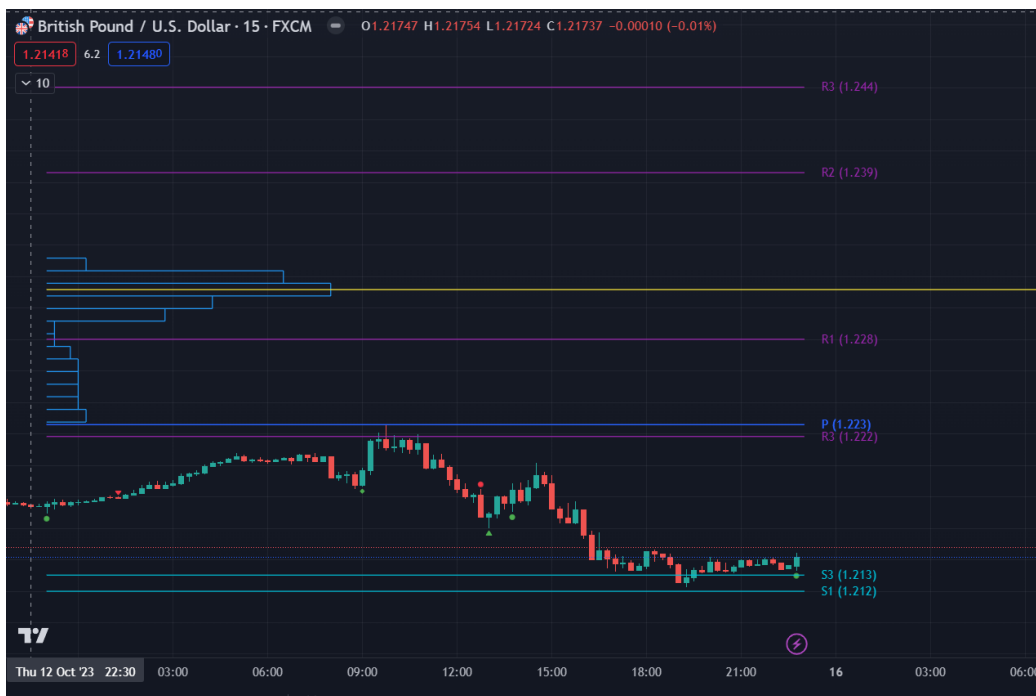 British Pound / U.S. Dollar · 15 · FXCM O1.21747 H1.21754 L1.21724 C1.21737 −0.00010 (−0.01%)
1.21418 6.2 1.21480
10
R3 (1.244)
R2 (1.239)
R1 (1.228)
P (1.223)
R3 (1.222)
S3 (1.213)
S1 (1.212)
Thu 12 Oct '23 22:30 03:00 06:00 09:00 12:00 15:00 18:00 21:00 16 03:00 06:00